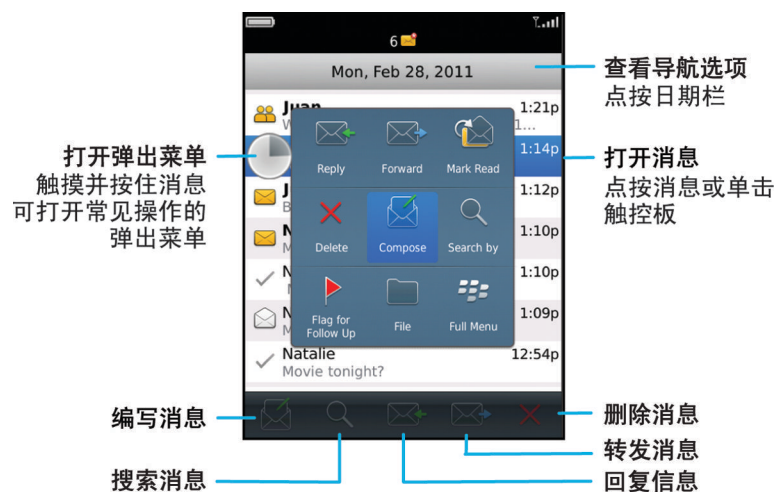 6
Mon, Feb 28, 2011
查看导航选项
点按日期栏
Juan
1:21p
1...
打开弹出菜单
触摸并按住消息
可打开常见操作的
弹出菜单
Reply
Forward
Mark Read
1:14p
打开消息
点按消息或单击
触控板
1:12p
Delete
Compose
Search by
1:10p
1:10p
Flag for
Follow Up
File
Full Menu
1:09p
Natalie
12:54p
Movie tonight?
编写消息
删除消息
转发消息
搜索消息
回复信息